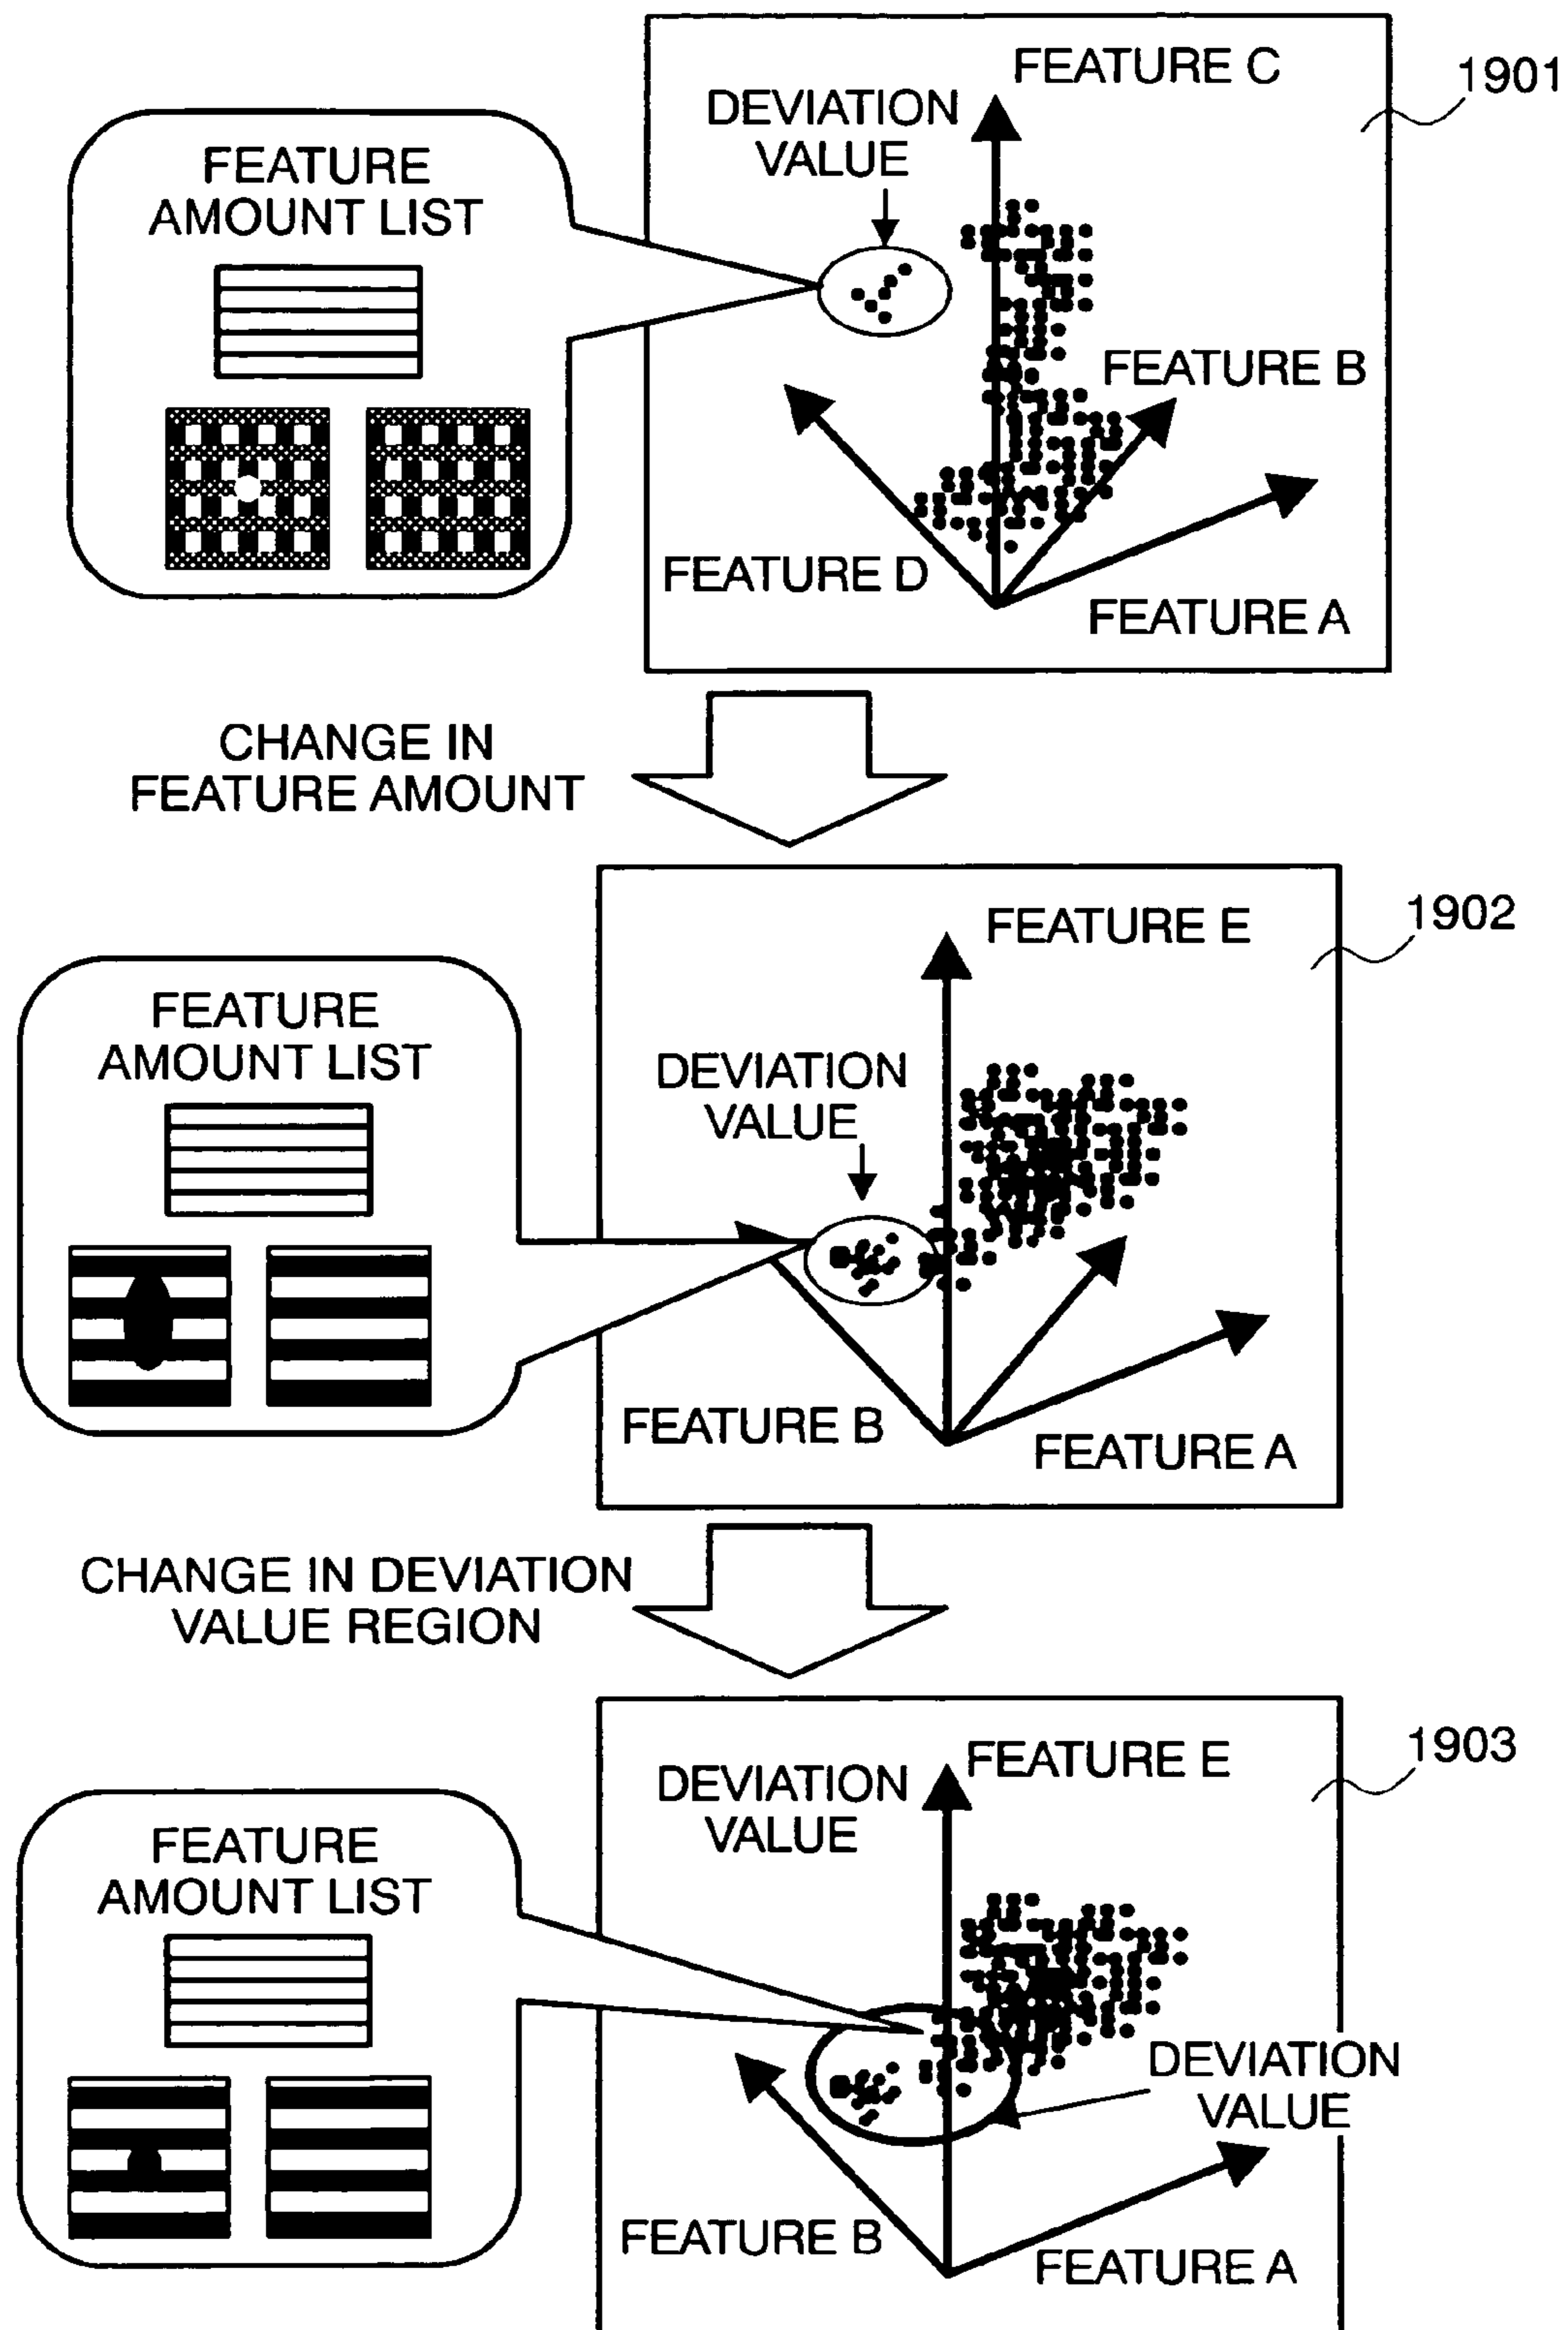 FEATURE C
1901
DEVIATION
VALUE
FEATURE
AMOUNT LIST
FEATURE B
FEATURE D
FEATURE A
CHANGE IN
FEATURE AMOUNT
FEATURE E
1902
FEATURE
AMOUNT LIST
DEVIATION
VALUE
FEATURE B
FEATURE A
CHANGE IN DEVIATION
VALUE REGION
FEATURE E
1903
DEVIATION
VALUE
FEATURE
AMOUNT LIST
DEVIATION
VALUE
FEATURE B
FEATURE A